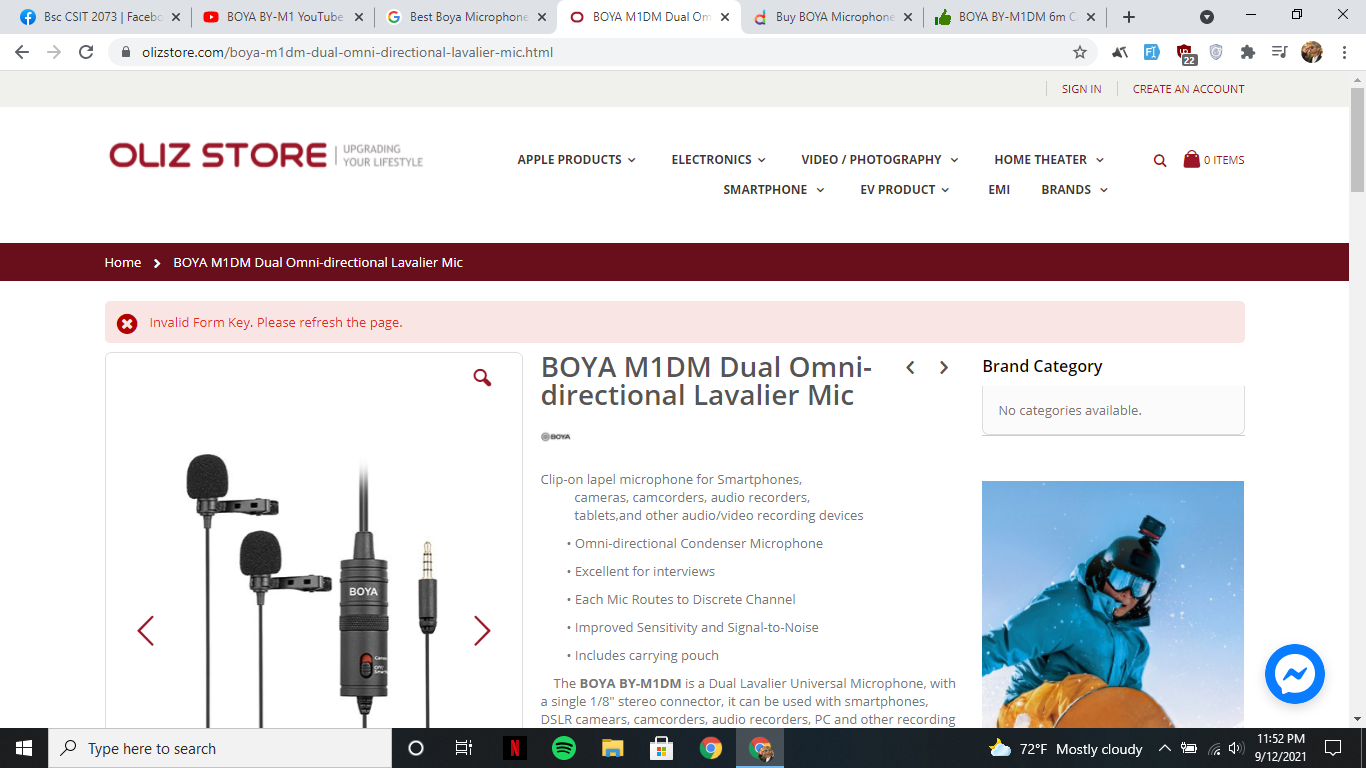 Bsc CSIT 2073 | Facebo
BOYA BY-M1 YouTube
Best Boya Microphone
BOYA M1DM Dual Om
Buy BOYA Microphone
BOYA BY-M1DM 6m C
olizstore.com/boya-m1dm-dual-omni-directional-lavalier-mic.html
22
SIGN IN
CREATE AN ACCOUNT
OLIZ STORE
UPGRADING
YOUR LIFESTYLE
APPLE PRODUCTS
ELECTRONICS
VIDEO / PHOTOGRAPHY
HOME THEATER
0 ITEMS
SMARTPHONE
EV PRODUCT
EMI
BRANDS
Home
BOYA M1DM Dual Omni-directional Lavalier Mic
Invalid Form Key. Please refresh the page.
BOYA M1DM Dual Omni-
directional Lavalier Mic
BOYA
Clip-on lapel microphone for Smartphones,
cameras, camcorders, audio recorders,
tablets,and other audio/video recording devices
• Omni-directional Condenser Microphone
• Excellent for interviews
• Each Mic Routes to Discrete Channel
• Improved Sensitivity and Signal-to-Noise
• Includes carrying pouch
The BOYA BY-M1DM is a Dual Lavalier Universal Microphone, with
a single 1/8" stereo connector, it can be used with smartphones,
DSLR camears, camcorders, audio recorders, PC and other recording
BOYA
Brand Category
No categories available.
Type here to search
N
72°F Mostly cloudy
11:52 PM
9/12/2021